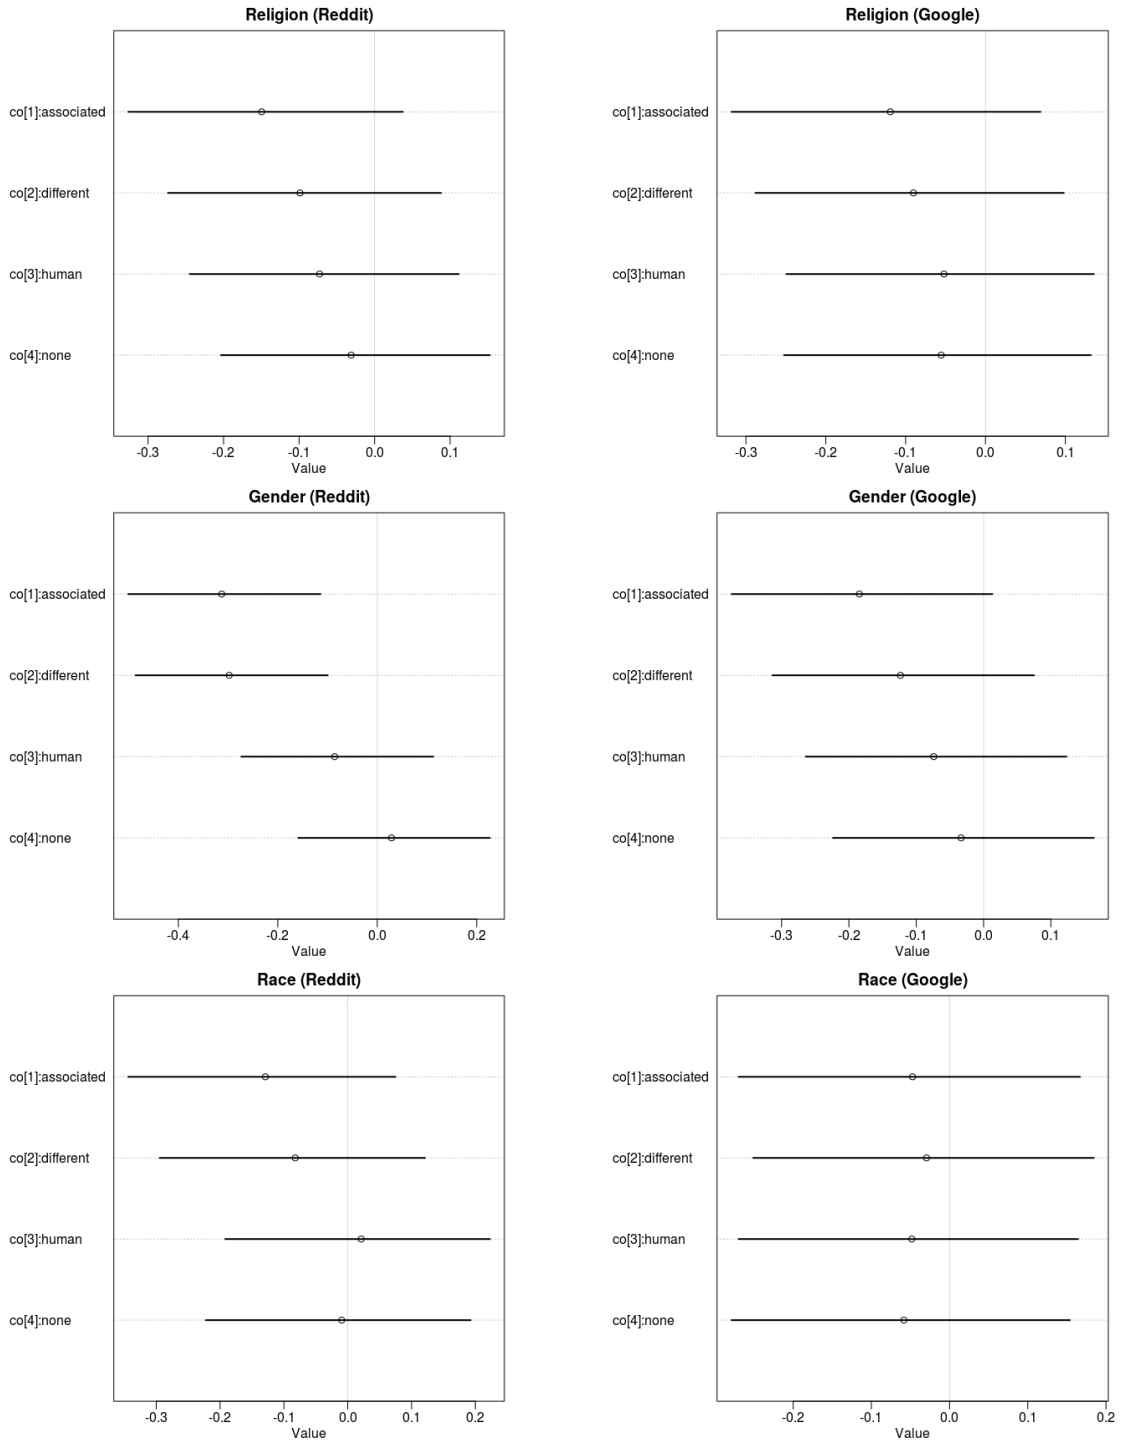 Religion (Reddit)
co[1]:associated
co[2]:different
co[3]:human
co[4]:none
-0.3 -0.2 -0.1 0.0 0.1
Value
Religion (Google)
co[1]:associated
co[2]:different
co[3]:human
co[4]:none
-0.3 -0.2 -0.1 0.0 0.1
Value
Gender (Reddit)
co[1]:associated
co[2]:different
co[3]:human
co[4]:none
-0.4 -0.2 0.0 0.2
Value
Gender (Google)
co[1]:associated
co[2]:different
co[3]:human
co[4]:none
-0.3 -0.2 -0.1 0.0 0.1
Value
Race (Reddit)
co[1]:associated
co[2]:different
co[3]:human
co[4]:none
-0.3 -0.2 -0.1 0.0 0.1 0.2
Value
Race (Google)
co[1]:associated
co[2]:different
co[3]:human
co[4]:none
-0.2 -0.1 0.0 0.1 0.2
Value